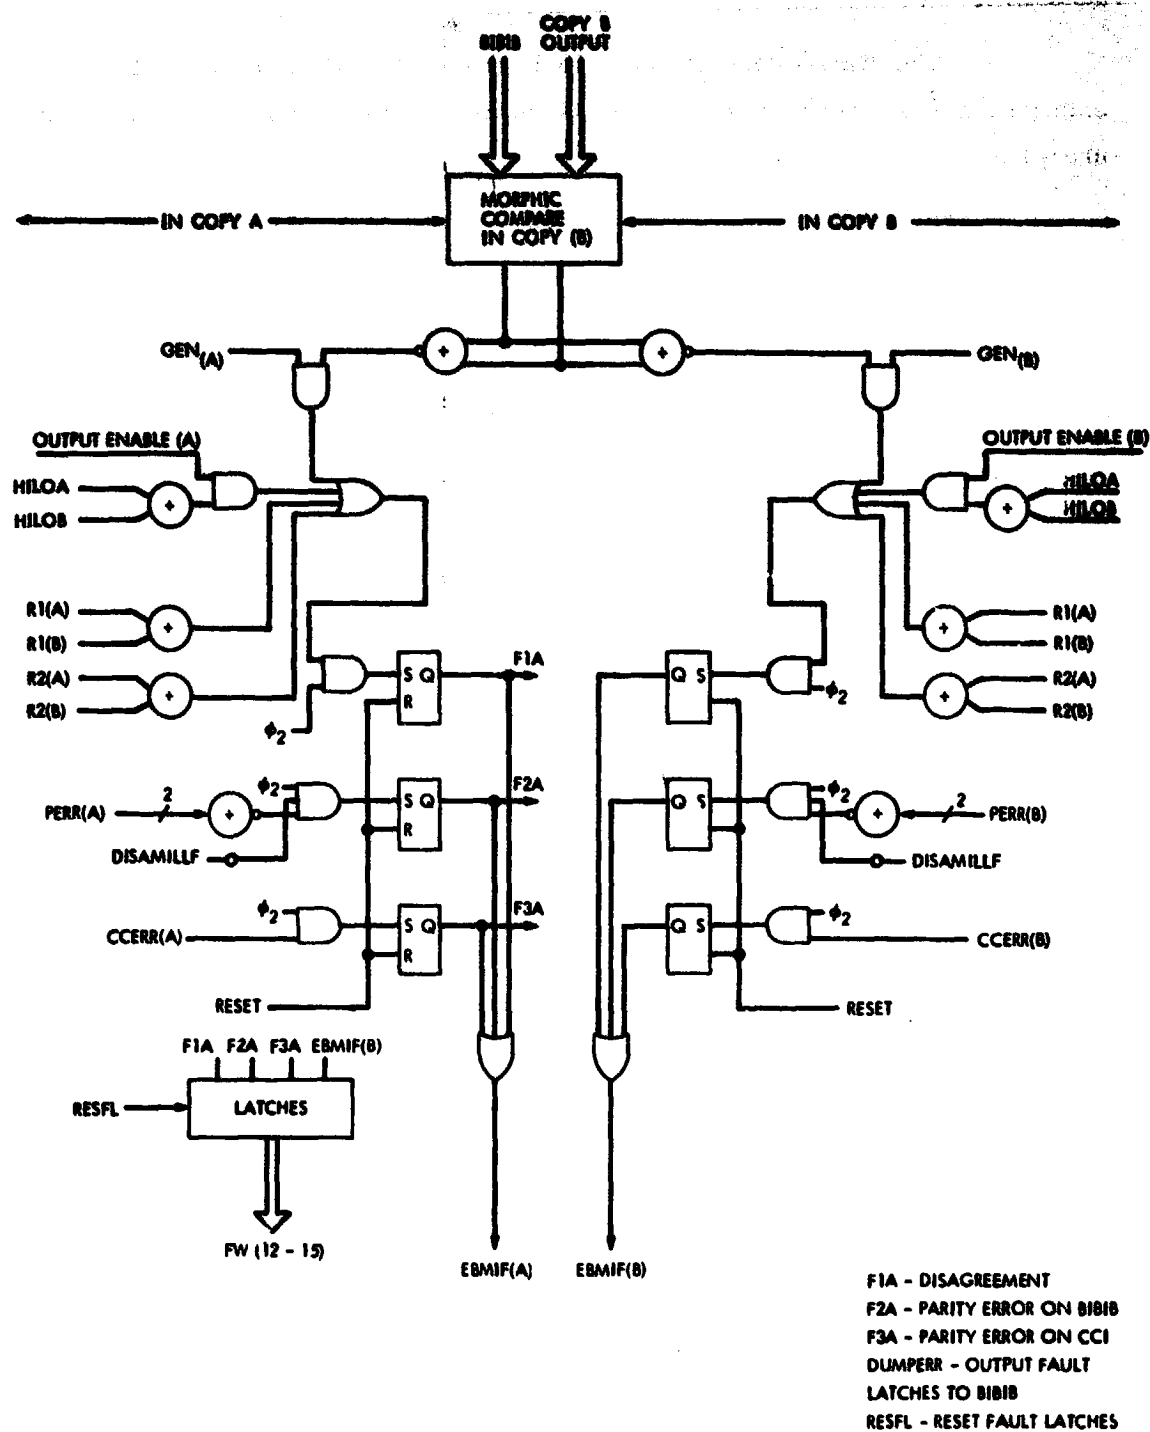 BIBIB
COPY B
OUTPUT
MORPHIC
COMPARE
IN COPY (B)
IN COPY A
IN COPY B
GEN(A)
+
+
GEN(B)
OUTPUT ENABLE (A)
OUTPUT ENABLE (B)
HILOA
HILOB
+
HILOA
HILOB
+
R1(A)
R1(B)
+
R1(A)
R1(B)
+
R2(A)
R2(B)
+
R2(A)
R2(B)
+
ϕ2
S Q
R
F1A
Q S
ϕ2
PERR(A)
2
+
ϕ2
DISAMILLF
S Q
R
F2A
Q S
ϕ2
+
2
PERR(B)
DISAMILLF
ϕ2
CCERR(A)
S Q
R
F3A
Q S
ϕ2
CCERR(B)
RESET
RESET
F1A F2A F3A EBMIF(B)
RESFL
LATCHES
FW (12 - 15)
EBMIF(A)
EBMIF(B)
F1A - DISAGREEMENT
F2A - PARITY ERROR ON BIBIB
F3A - PARITY ERROR ON CCI
DUMPERR - OUTPUT FAULT
LATCHES TO BIBIB
RESFL - RESET FAULT LATCHES